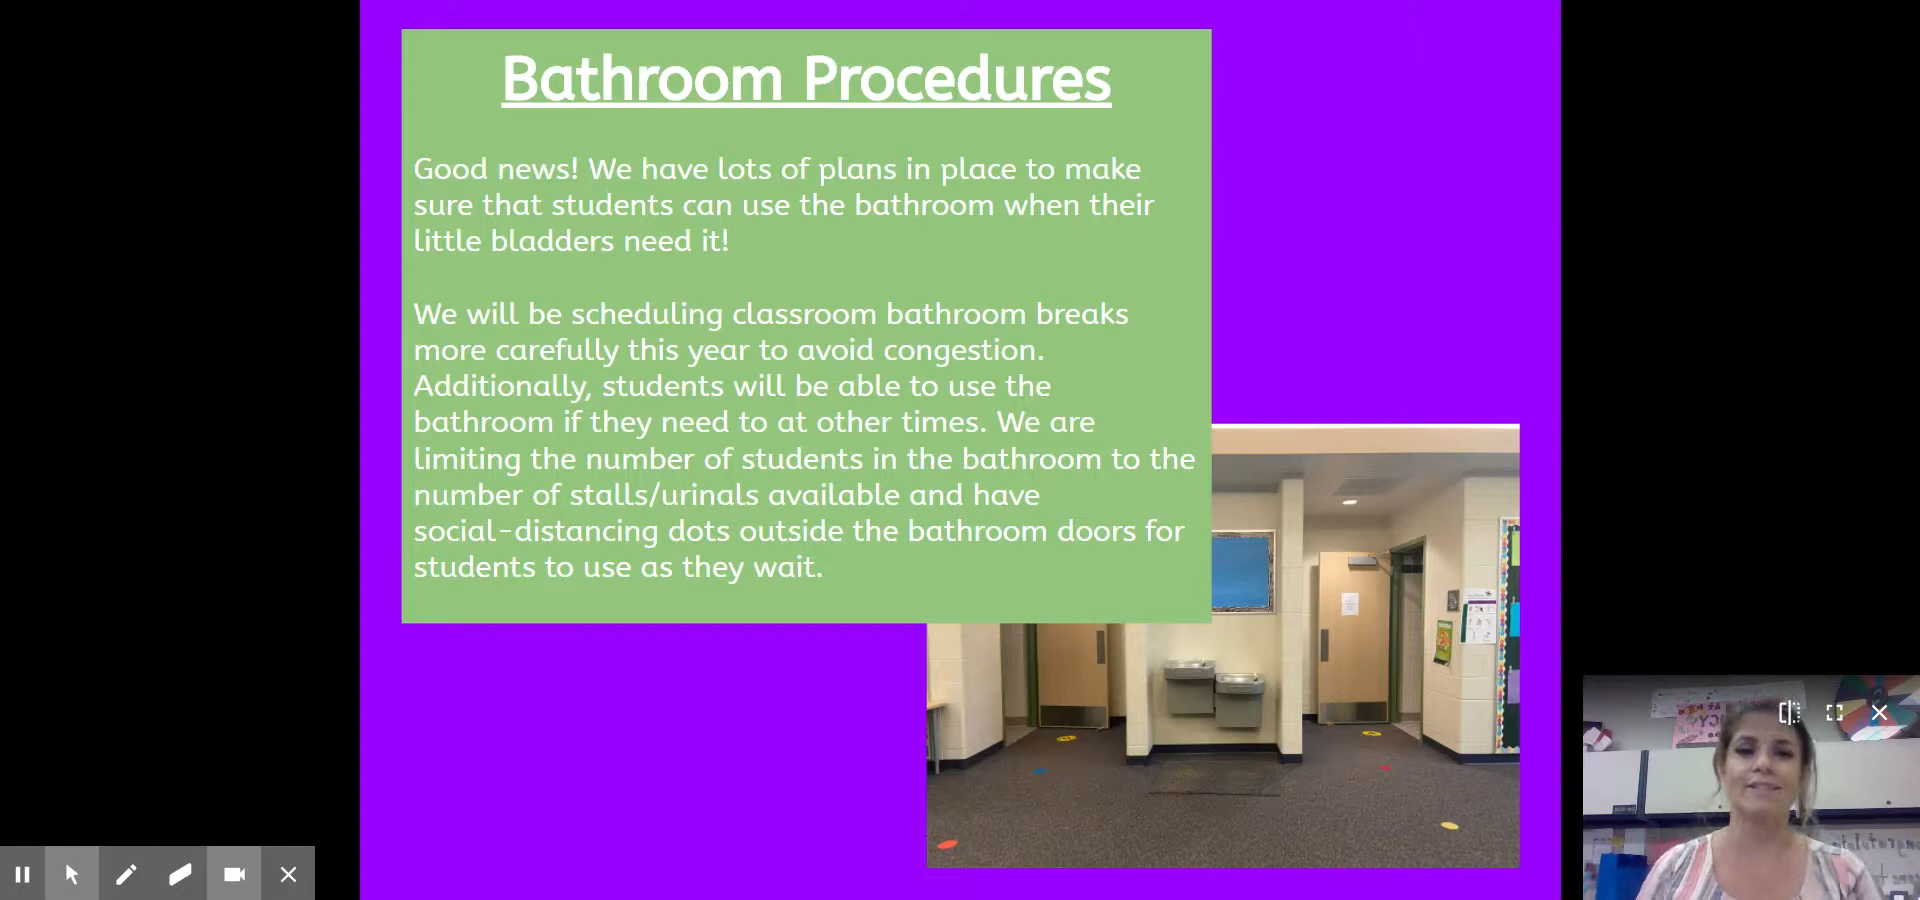 Bathroom Procedures
Good news! We have lots of plans in place to make
sure that students can use the bathroom when their
little bladders need it!
We will be scheduling classroom bathroom breaks
more carefully this year to avoid congestion.
Additionally, students will be able to use the
bathroom if they need to at other times. We are
limiting the number of students in the bathroom to the
number of stalls/urinals available and have
social-distancing dots outside the bathroom doors for
students to use as they wait.